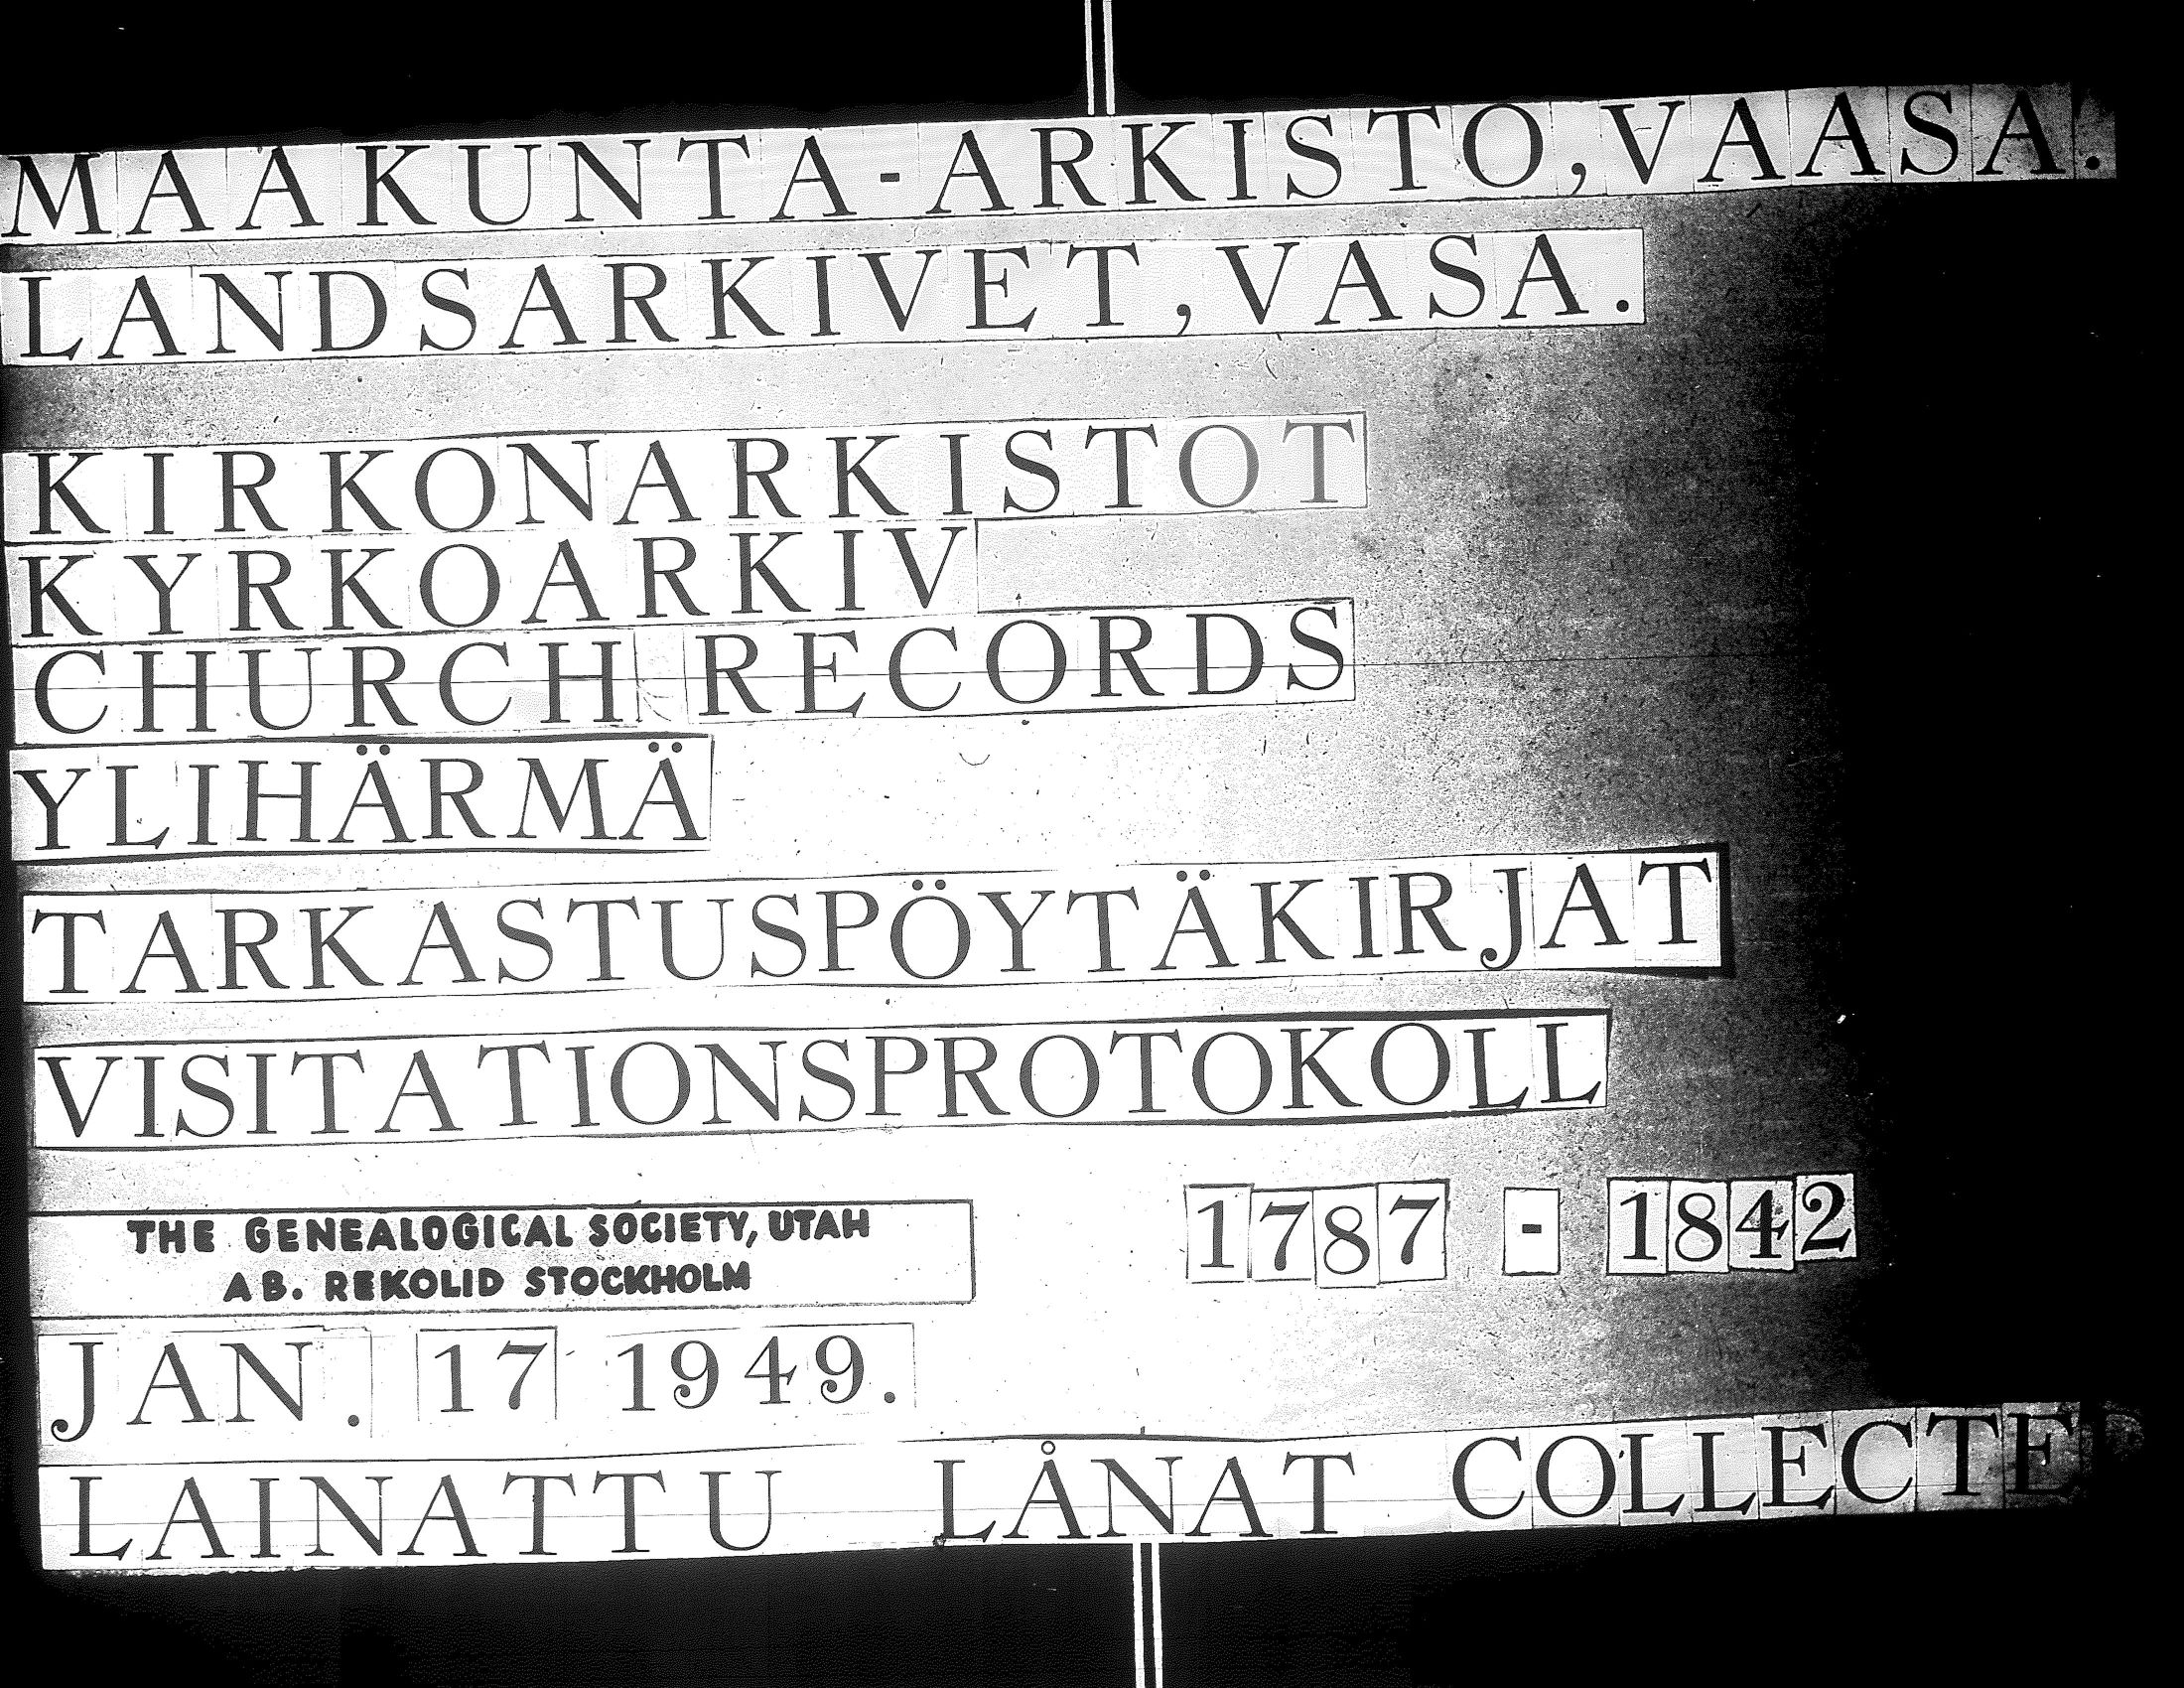 MAAKUNTA-ARKISTO, VAASA.
LANDSARKIVET, VASA.
KIRKONARKISTOT
KYRKOARKIV
CHURCH RECORDS
YLIHÄRMÄ
TARKASTUSPÖYTÄKIRJAT
VISITATIONSPROTOKOLL
1787 - 1842
THE GENEALOGICAL SOCIETY, UTAH
AB. REKOLID STOCKHOLM
JAN. 17 1949.
LAINATTU LÅNAT COLLECTE